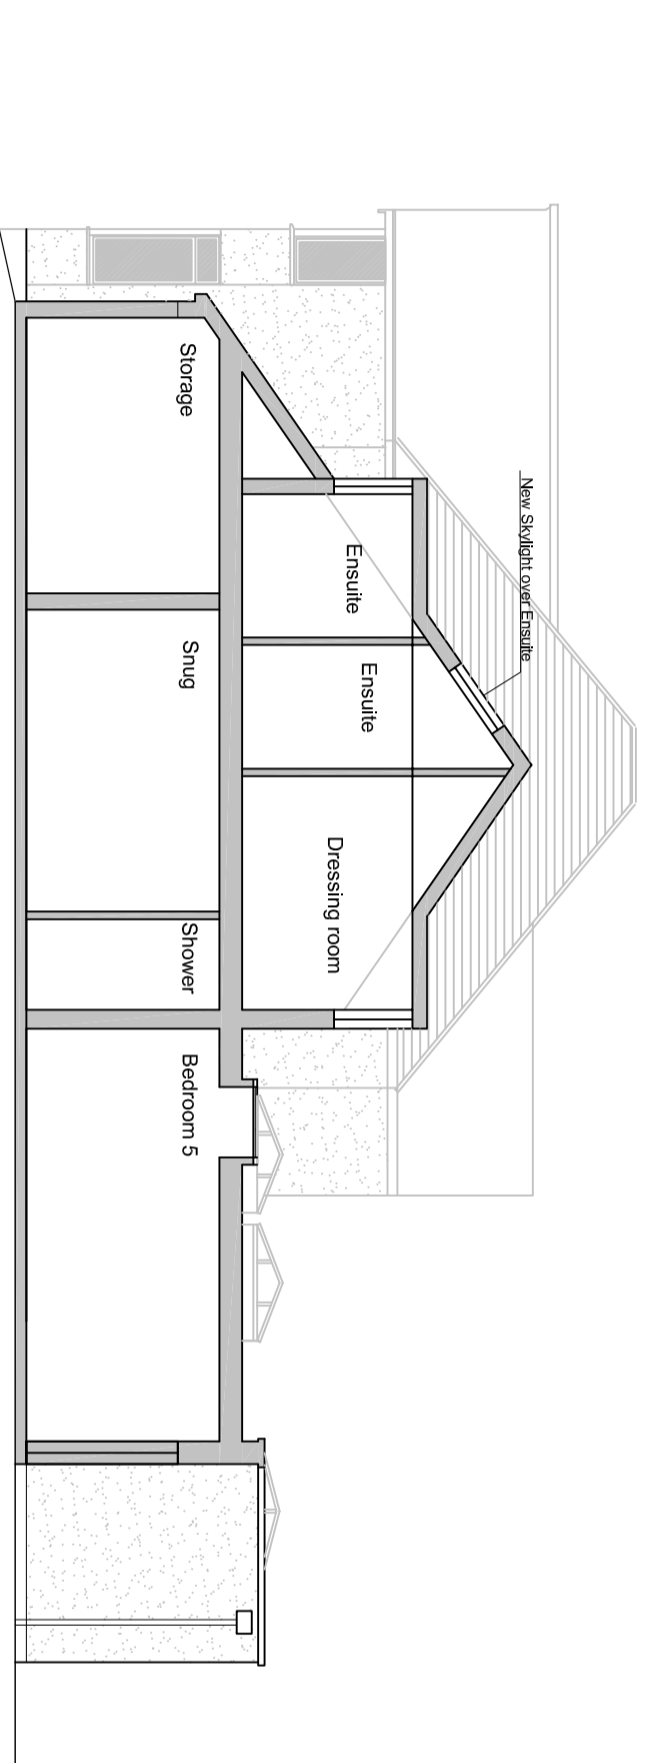 New Skylight over Ensuite
Ensuite
Ensuite
Dressing room
Storage
Snug
Shower
Bedroom 5